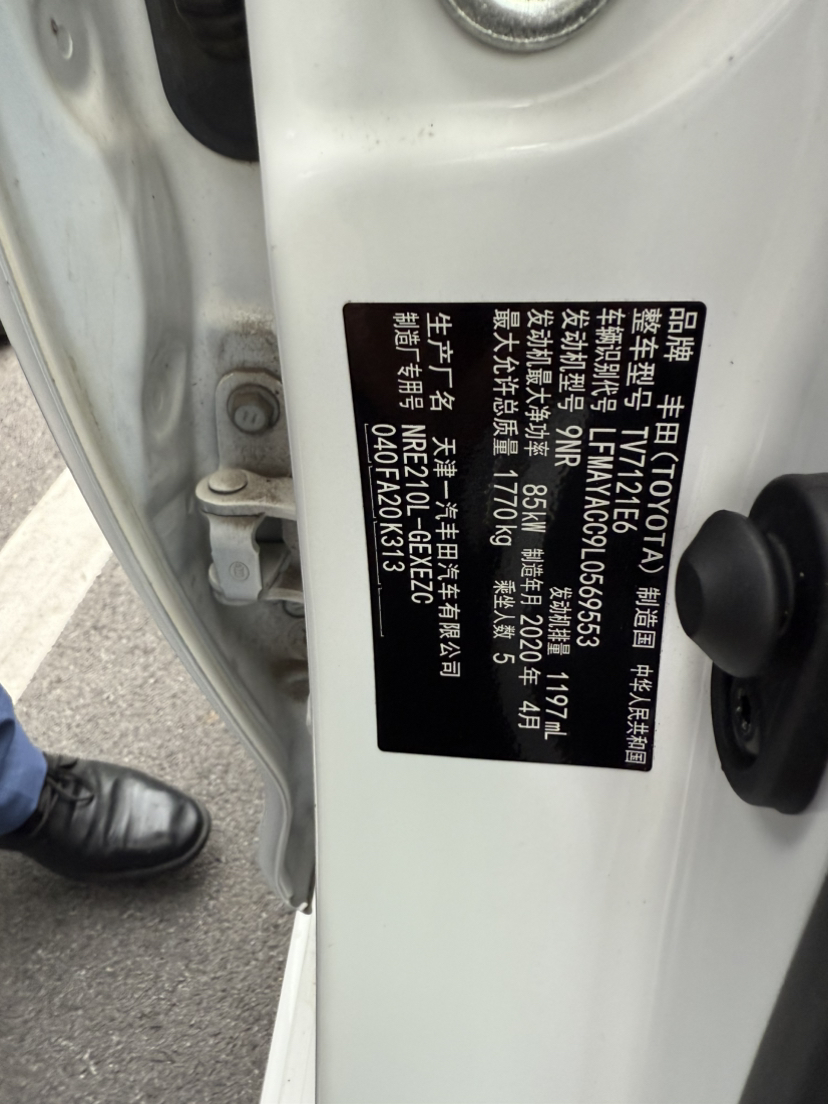 品牌 丰田(TOYOTA) 制造国 中华人民共和国
整车型号 TV7121E6
车辆识别代号 LFMAYACC9L0569553
发动机型号 9NR 发动机排量 1197mL
发动机最大净功率 85kW 制造年月 2020年 4月
最大允许总质量 1770kg 乘坐人数 5
生产厂名 天津一汽丰田汽车有限公司
制造厂专用号 NRE210L-GEXEZC
040FA20K313